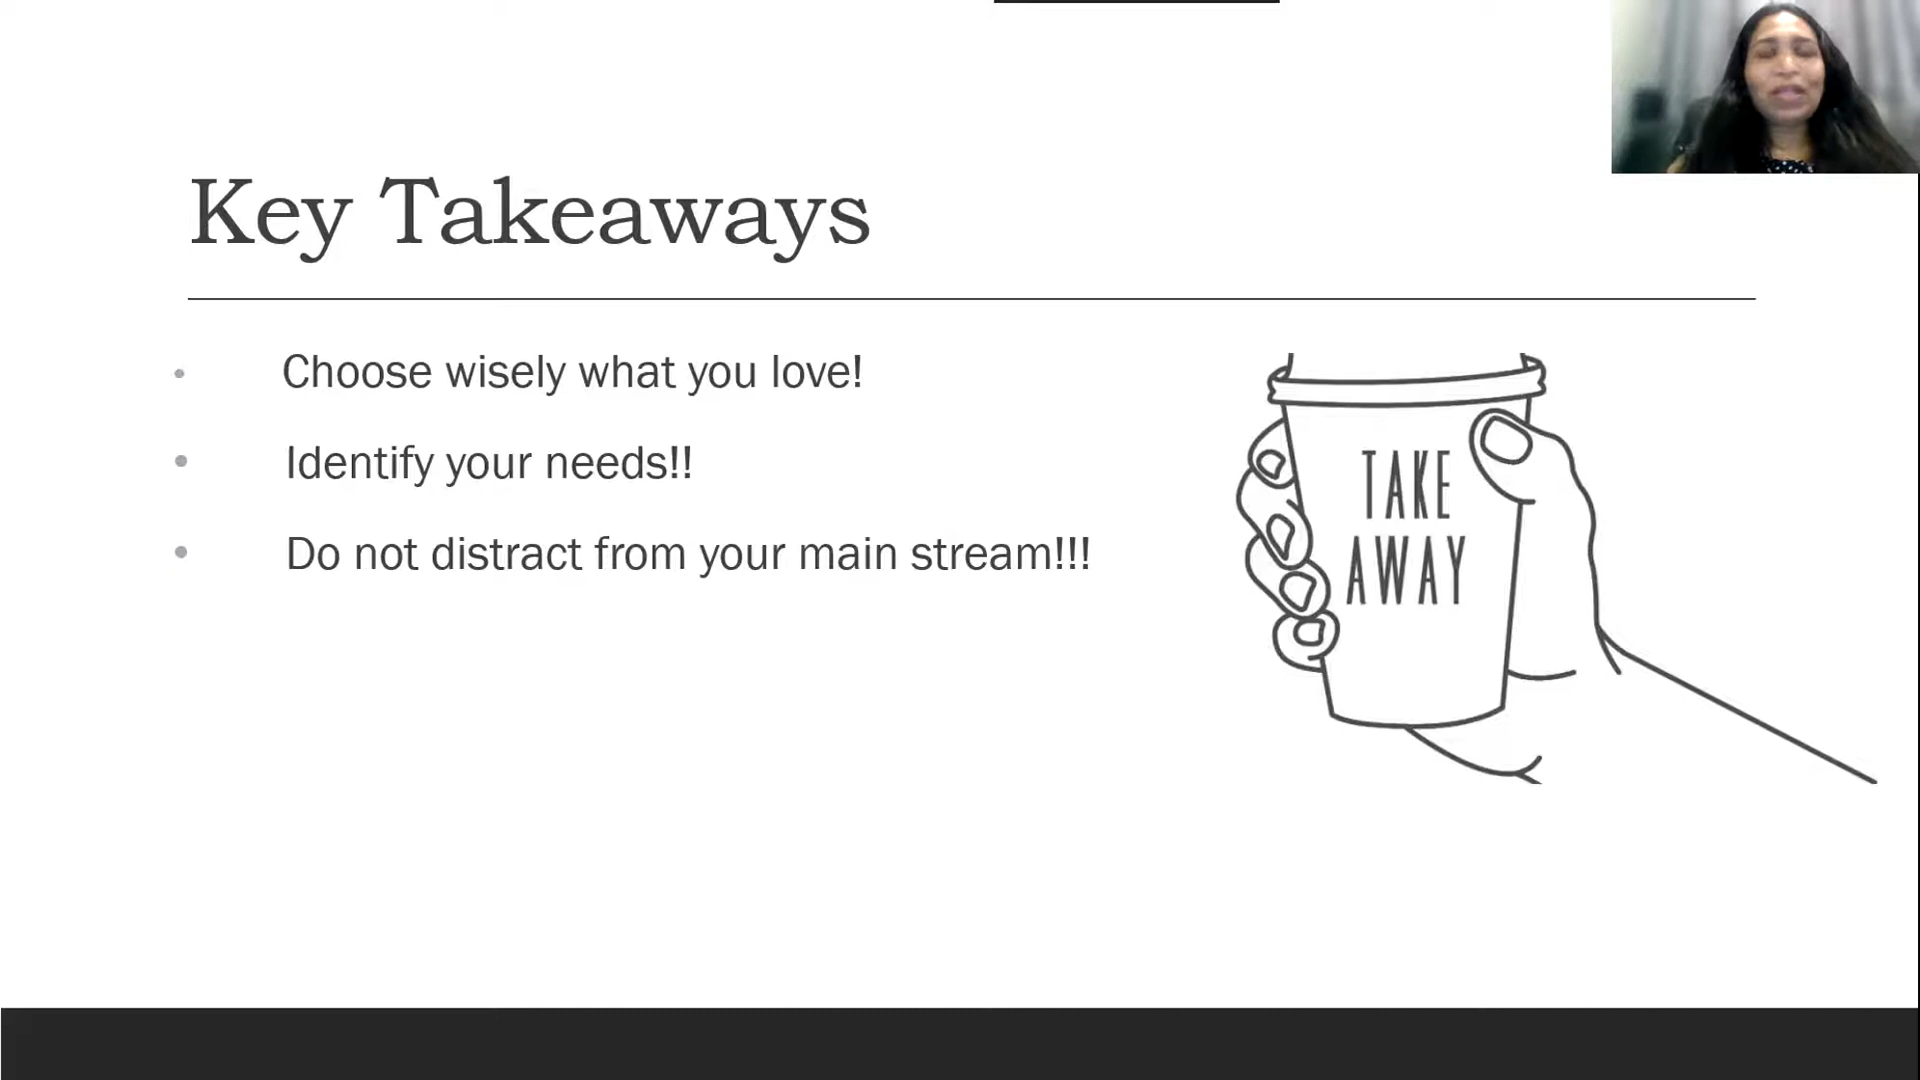 Key Takeaways
Choose wisely what you love!
Identify your needs!!
Do not distract from your main stream!!!
TAKE
AWAY